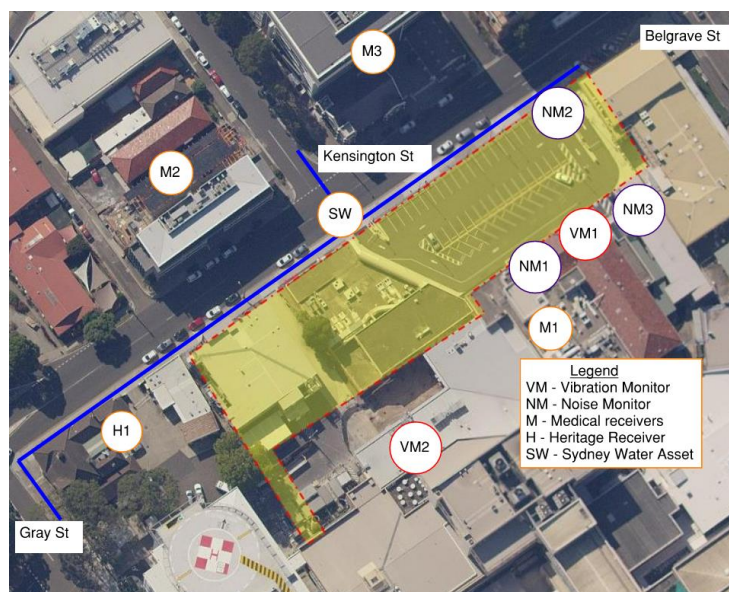 Belgrave St
M3
NM2
Kensington St
M2
SW
NM3
VM1
NM1
M1
Legend
VM - Vibration Monitor
NM - Noise Monitor
M - Medical receivers
H - Heritage Receiver
SW - Sydney Water Asset
H1
VM2
Gray St
H